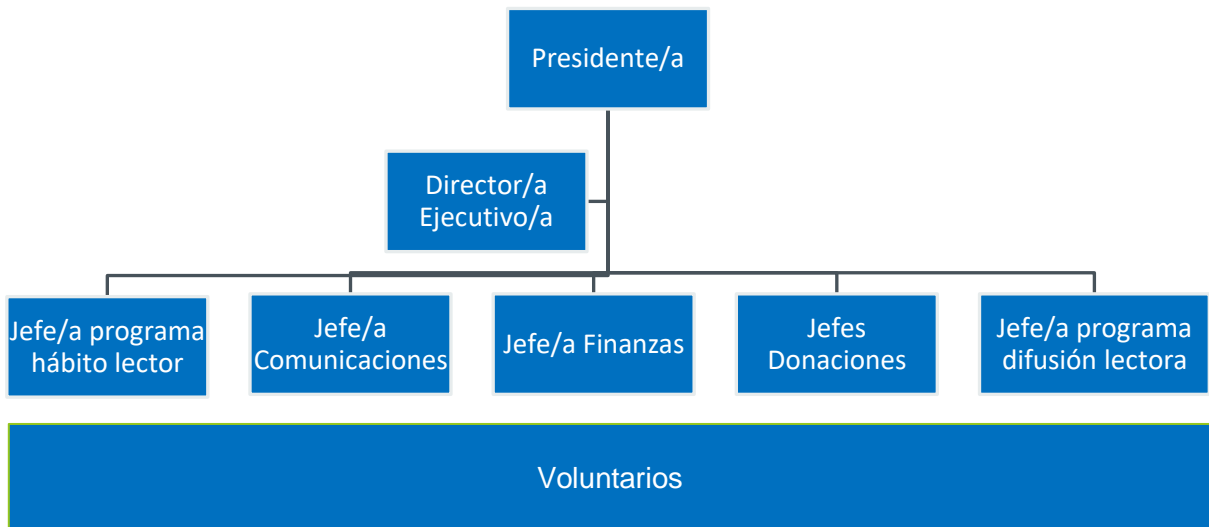 Presidente/a
Director/a
Ejecutivo/a
Jefe/a programa
hábito lector
Jefe/a
Comunicaciones
Jefe/a Finanzas
Jefes
Donaciones
Jefe/a programa
difusión lectora
Voluntarios